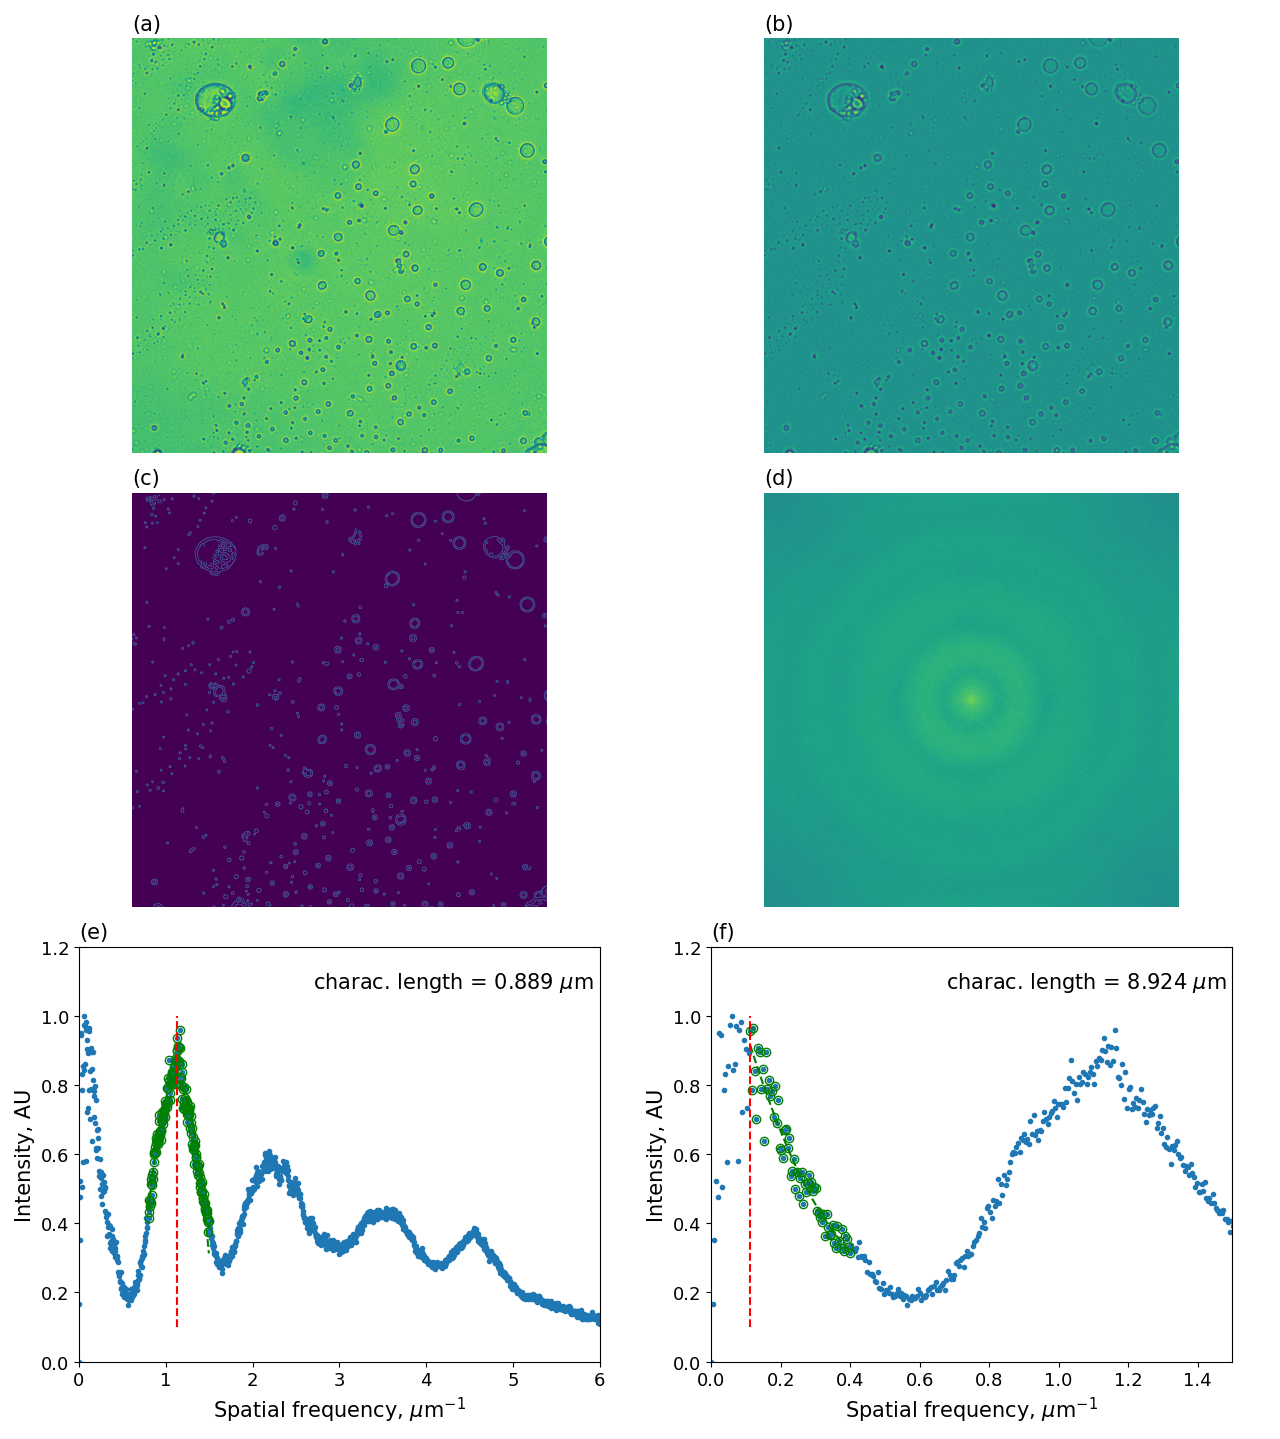 (a)
(b)
(c)
(d)
(e)
1.2
1.0
0.8
0.6
0.4
0.2
0.0
Intensity, AU
charac. length = 0.889 μm
0 1 2 3 4 5 6
Spatial frequency, μm⁻¹
(f)
1.2
1.0
0.8
0.6
0.4
0.2
0.0
Intensity, AU
charac. length = 8.924 μm
0.0 0.2 0.4 0.6 0.8 1.0 1.2 1.4
Spatial frequency, μm⁻¹